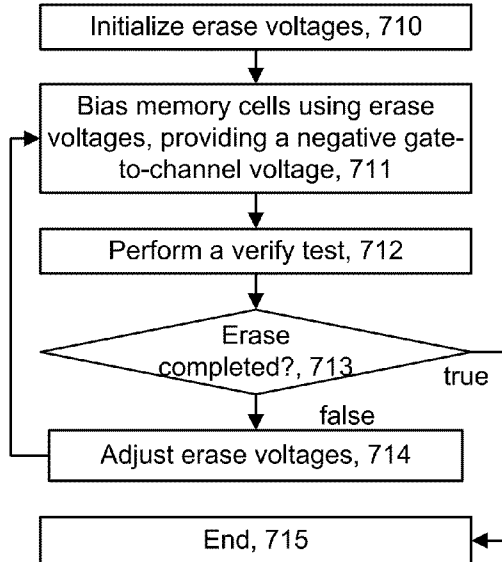 Initialize erase voltages, 710
Bias memory cells using erase
voltages, providing a negative gate-
to-channel voltage, 711
Perform a verify test, 712
Erase
completed?, 713
true
false
Adjust erase voltages, 714
End, 715